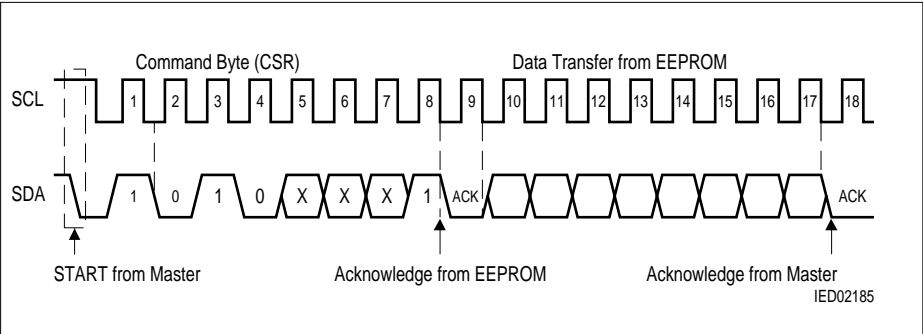 Command Byte (CSR) Data Transfer from EEPROM
SCL 1 2 3 4 5 6 7 8 9 10 11 12 13 14 15 16 17 18
SDA 1 0 1 0 X X X 1 ACK ACK
START from Master Acknowledge from EEPROM Acknowledge from Master
IED02185